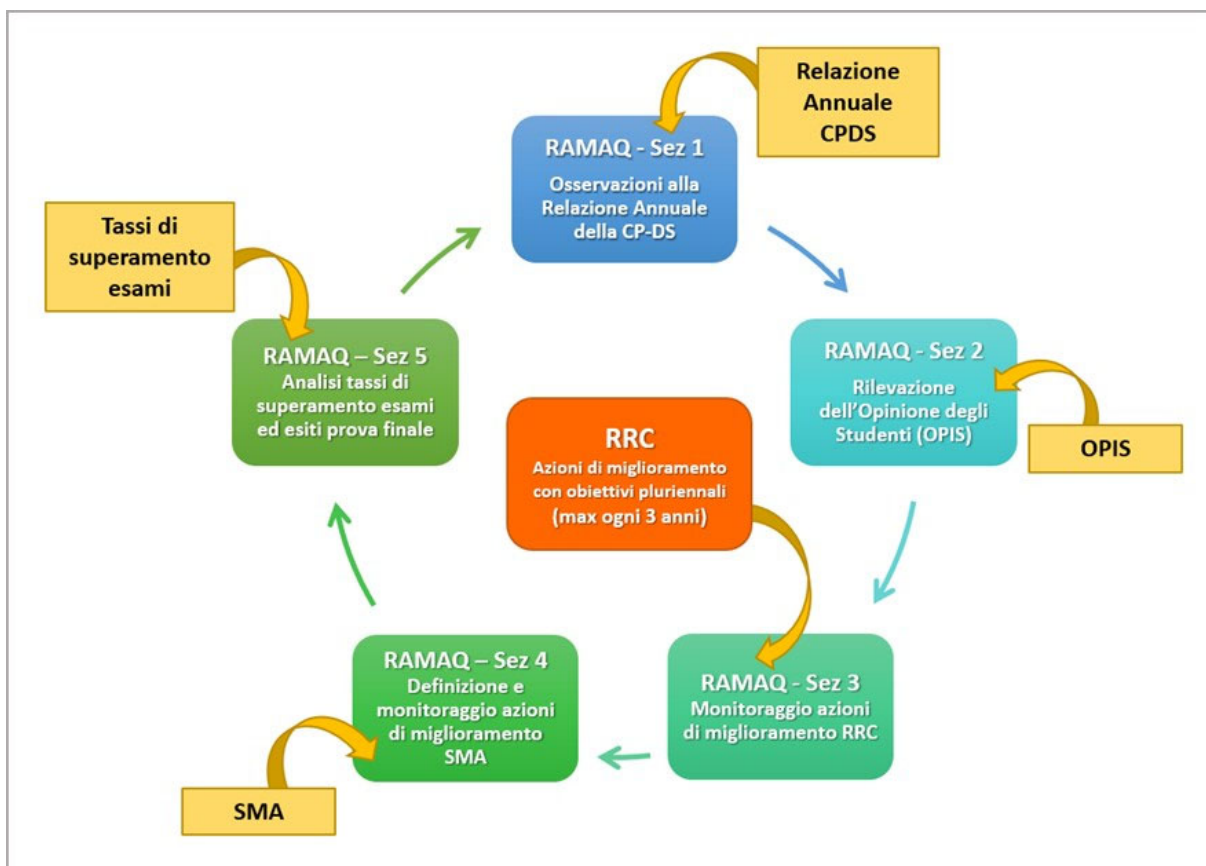 Relazione
Annuale
CPDS
RAMAQ - Sez 1
Osservazioni alla
Relazione Annuale
della CP-DS
Tassi di
superamento
esami
RAMAQ – Sez 5
Analisi tassi di
superamento esami
ed esiti prova finale
RAMAQ - Sez 2
Rilevazione
dell'Opinione degli
Studenti (OPIS)
OPIS
RRC
Azioni di miglioramento
con obiettivi pluriennali
(max ogni 3 anni)
RAMAQ – Sez 4
Definizione e
monitoraggio azioni
di miglioramento
SMA
RAMAQ - Sez 3
Monitoraggio azioni
di miglioramento RRC
SMA